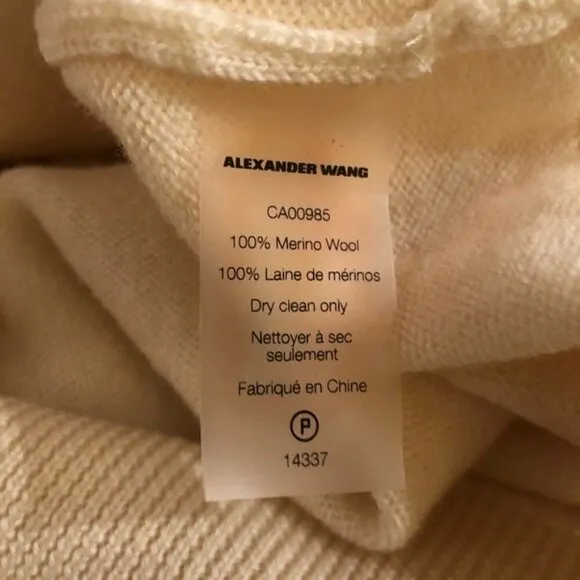 ALEXANDER WANG
CA00985
100% Merino Wool
100% Laine de mérinos
Dry clean only
Nettoyer à sec
seulement
Fabriqué en Chine
P
14337